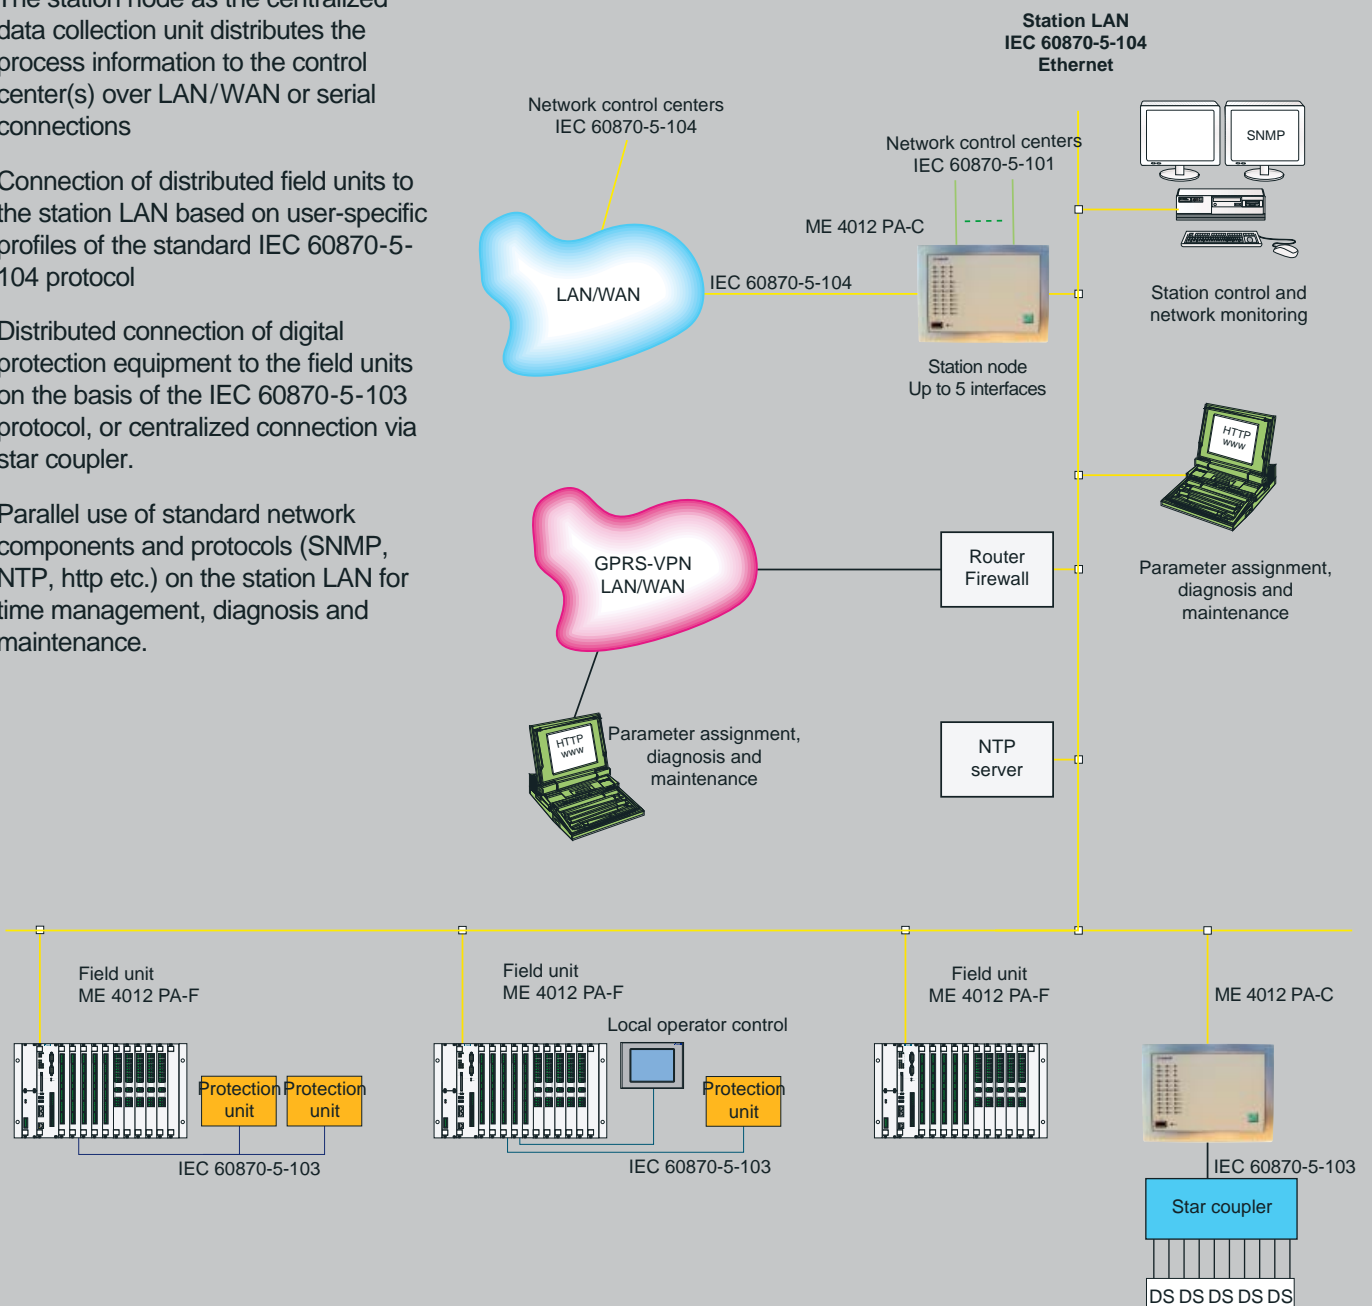 The station node as the centralized
data collection unit distributes the
process information to the control
center(s) over LAN/WAN or serial
connections
Connection of distributed field units to
the station LAN based on user-specific
profiles of the standard IEC 60870-5-
104 protocol
Distributed connection of digital
protection equipment to the field units
on the basis of the IEC 60870-5-103
protocol, or centralized connection via
star coupler.
Parallel use of standard network
components and protocols (SNMP,
NTP, http etc.) on the station LAN for
time management, diagnosis and
maintenance.
Station LAN
IEC 60870-5-104
Ethernet
Network control centers
IEC 60870-5-104
Network control centers
IEC 60870-5-101
SNMP
ME 4012 PA-C
LAN/WAN
IEC 60870-5-104
Station control and
network monitoring
Station node
Up to 5 interfaces
HTTP
www
GPRS-VPN
LAN/WAN
Router
Firewall
Parameter assignment,
diagnosis and
maintenance
HTTP
www
Parameter assignment,
diagnosis and
maintenance
NTP
server
Field unit
ME 4012 PA-F
Field unit
ME 4012 PA-F
Field unit
ME 4012 PA-F
ME 4012 PA-C
Local operator control
Protection
unit
Protection
unit
Protection
unit
IEC 60870-5-103
IEC 60870-5-103
IEC 60870-5-103
Star coupler
DS DS DS DS DS